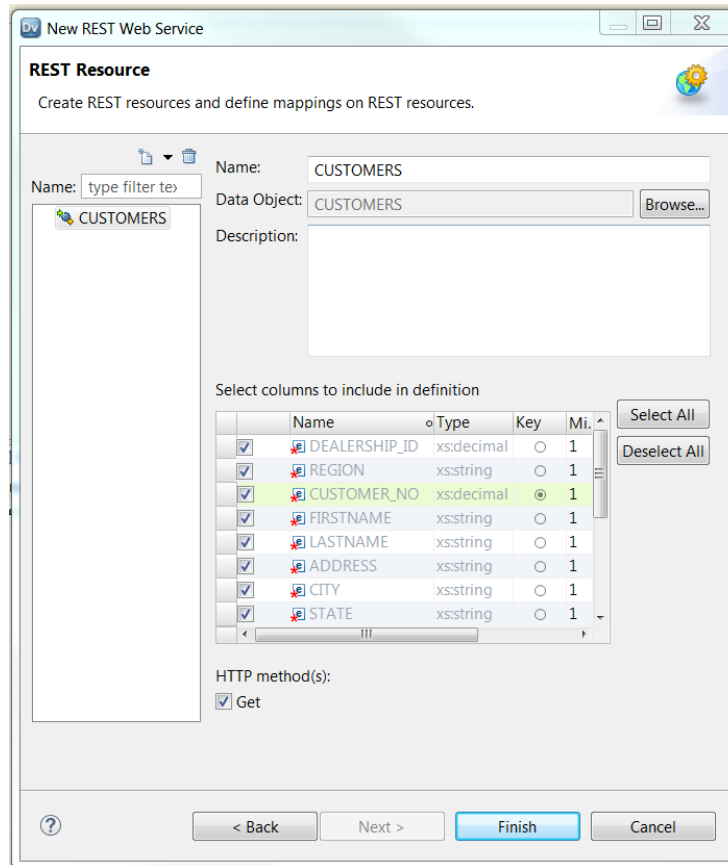 Dv New REST Web Service
REST Resource
Create REST resources and define mappings on REST resources.
Name: type filter tex
CUSTOMERS
Name: CUSTOMERS
Data Object: CUSTOMERS Browse...
Description:
Select columns to include in definition
Name Type Key Mi.
DEALERSHIP_ID xs:decimal 1
REGION xs:string 1
CUSTOMER_NO xs:decimal 1
FIRSTNAME xs:string 1
LASTNAME xs:string 1
ADDRESS xs:string 1
CITY xs:string 1
STATE xs:string 1
Select All
Deselect All
HTTP method(s):
Get
? < Back Next > Finish Cancel